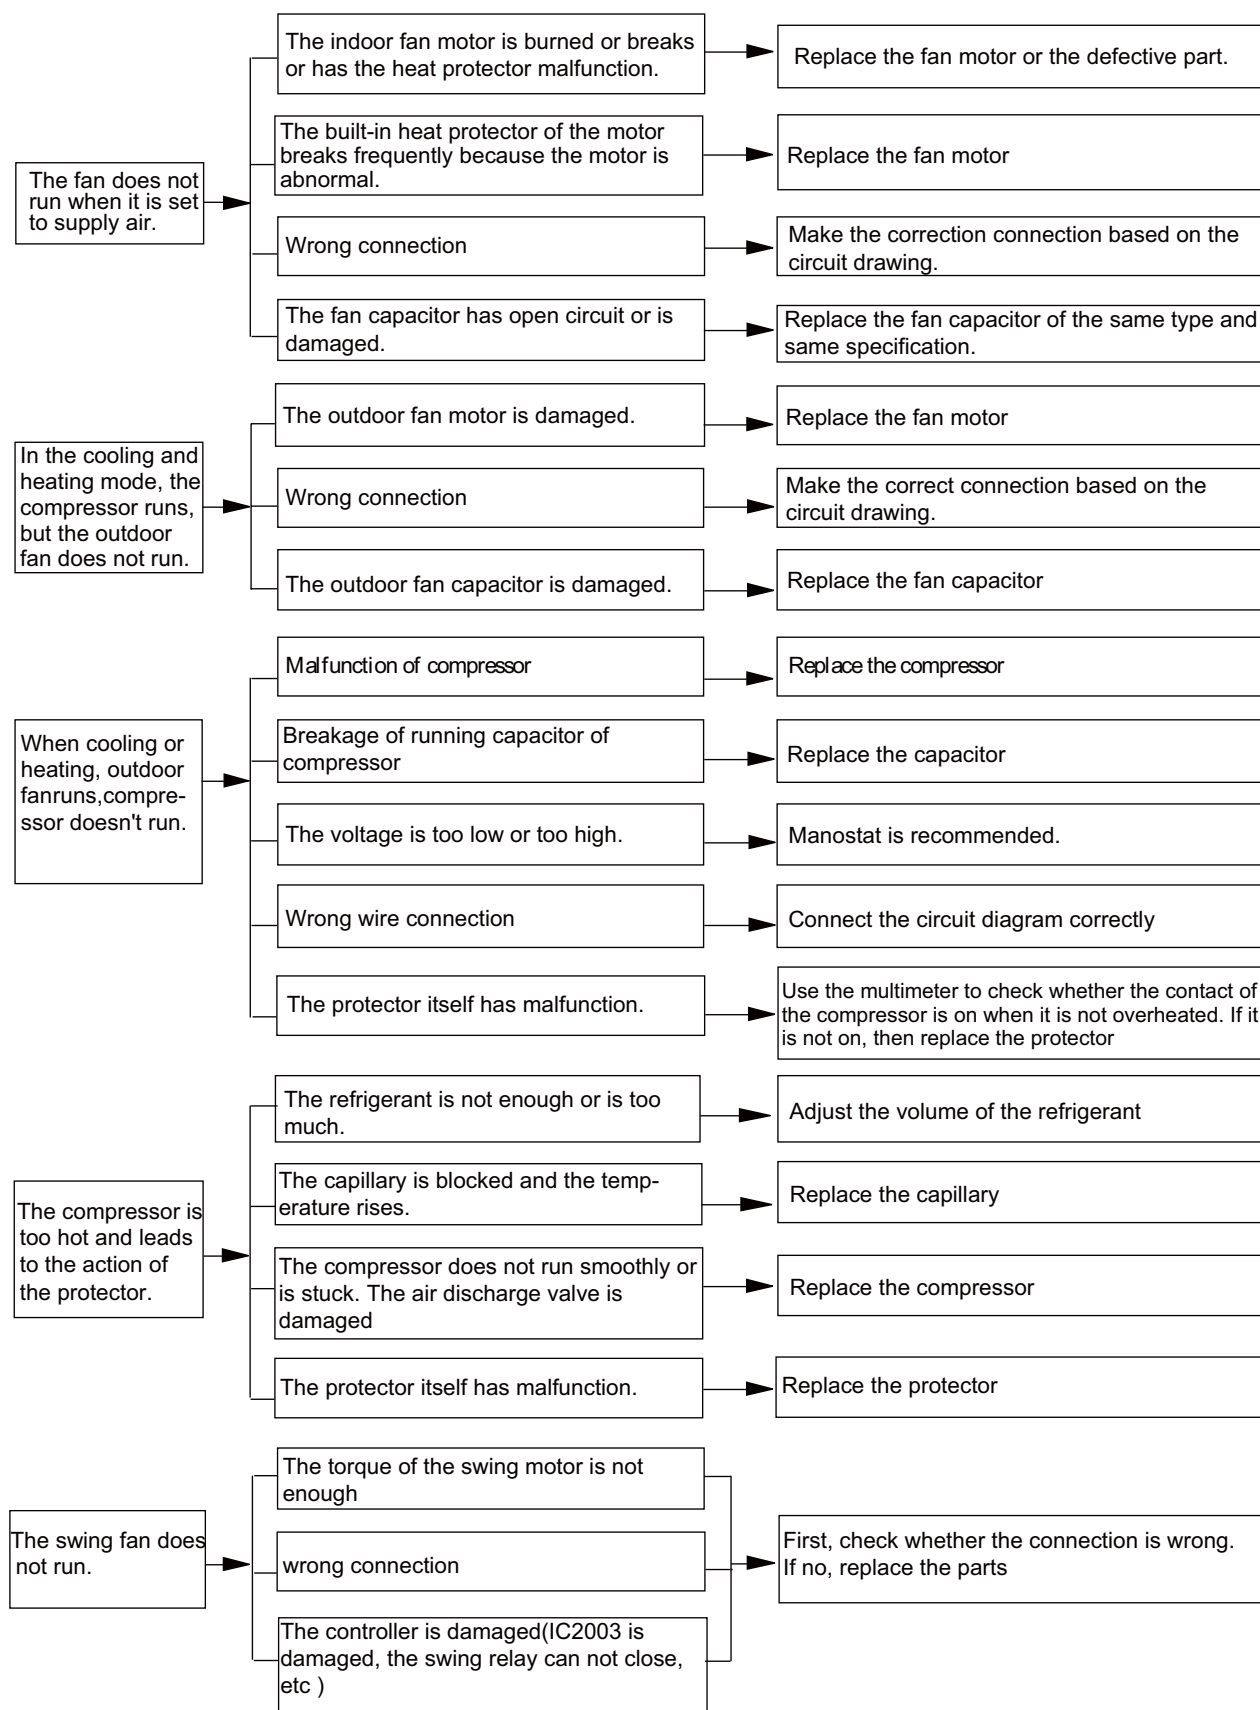 The fan does not
run when it is set
to supply air.
The indoor fan motor is burned or breaks
or has the heat protector malfunction.
Replace the fan motor or the defective part.
The built-in heat protector of the motor
breaks frequently because the motor is
abnormal.
Replace the fan motor
Wrong connection
Make the correction connection based on the
circuit drawing.
The fan capacitor has open circuit or is
damaged.
Replace the fan capacitor of the same type and
same specification.
In the cooling and
heating mode, the
compressor runs,
but the outdoor
fan does not run.
The outdoor fan motor is damaged.
Replace the fan motor
Wrong connection
Make the correct connection based on the
circuit drawing.
The outdoor fan capacitor is damaged.
Replace the fan capacitor
When cooling or
heating, outdoor
fanruns,compre-
ssor doesn't run.
Malfunction of compressor
Replace the compressor
Breakage of running capacitor of
compressor
Replace the capacitor
The voltage is too low or too high.
Manostat is recommended.
Wrong wire connection
Connect the circuit diagram correctly
The protector itself has malfunction.
Use the multimeter to check whether the contact of
the compressor is on when it is not overheated. If it
is not on, then replace the protector
The compressor is
too hot and leads
to the action of
the protector.
The refrigerant is not enough or is too
much.
Adjust the volume of the refrigerant
The capillary is blocked and the temp-
erature rises.
Replace the capillary
The compressor does not run smoothly or
is stuck. The air discharge valve is
damaged
Replace the compressor
The protector itself has malfunction.
Replace the protector
The swing fan does
not run.
The torque of the swing motor is not
enough
wrong connection
The controller is damaged(IC2003 is
damaged, the swing relay can not close,
etc )
First, check whether the connection is wrong.
If no, replace the parts